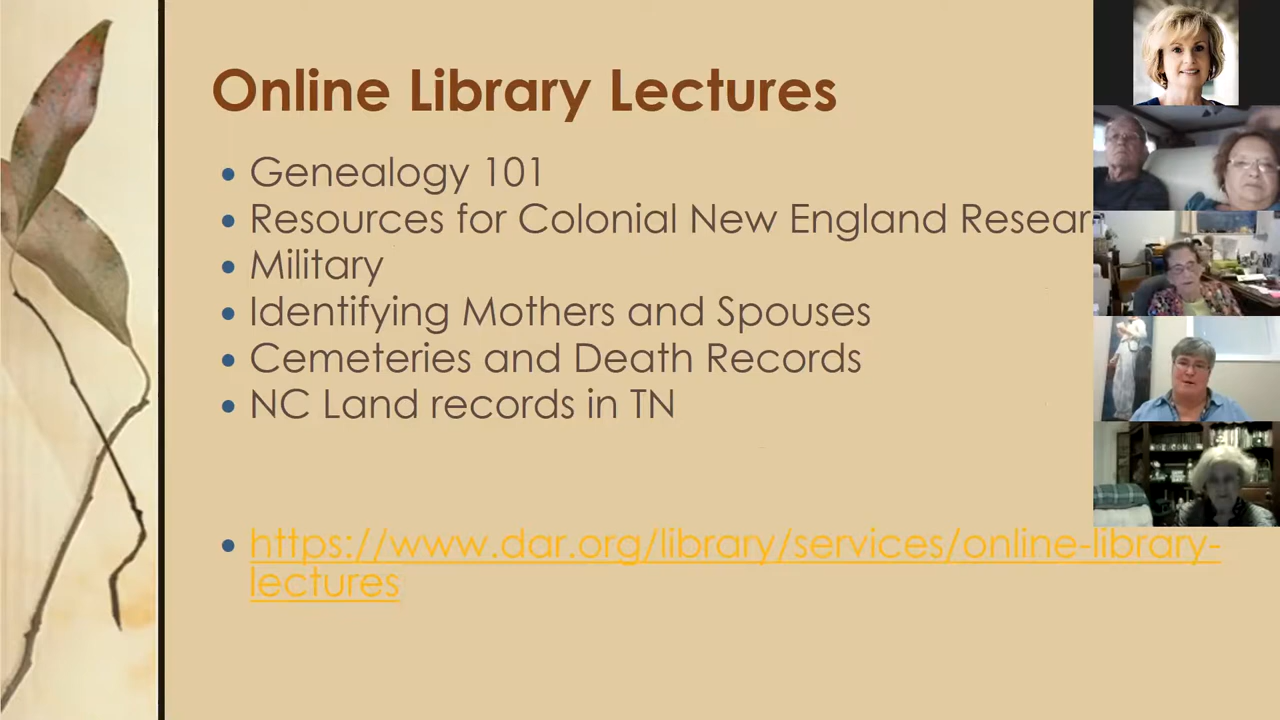 Online Library Lectures
• Genealogy 101
• Resources for Colonial New England Resear
• Military
• Identifying Mothers and Spouses
• Cemeteries and Death Records
• NC Land records in TN
• https://www.dar.org/library/services/online-library-
lectures